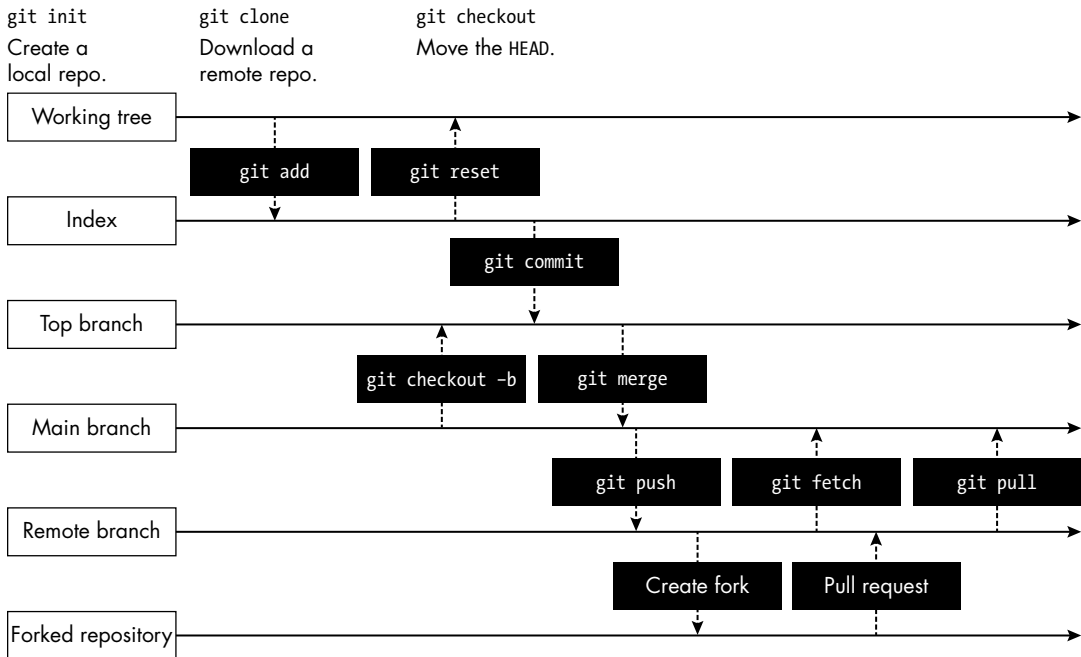 git init
git clone
git checkout
Create a
local repo.
Download a
remote repo.
Move the HEAD.
Working tree
git add
git reset
Index
git commit
Top branch
git checkout –b
git merge
Main branch
git push
git fetch
git pull
Remote branch
Create fork
Pull request
Forked repository